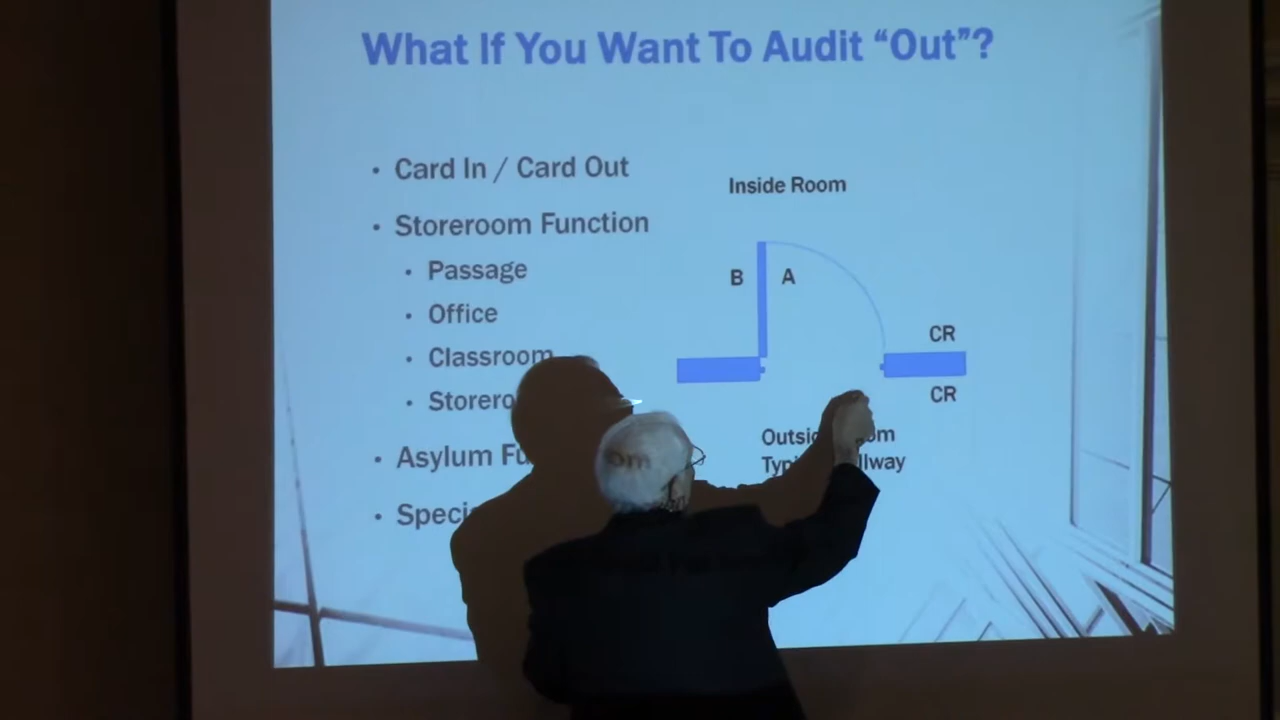 What If You Want To Audit “Out”?
• Card In / Card Out
• Storeroom Function
• Passage
• Office
• Classroom
• Asylum
Inside Room
B A
CR
CR